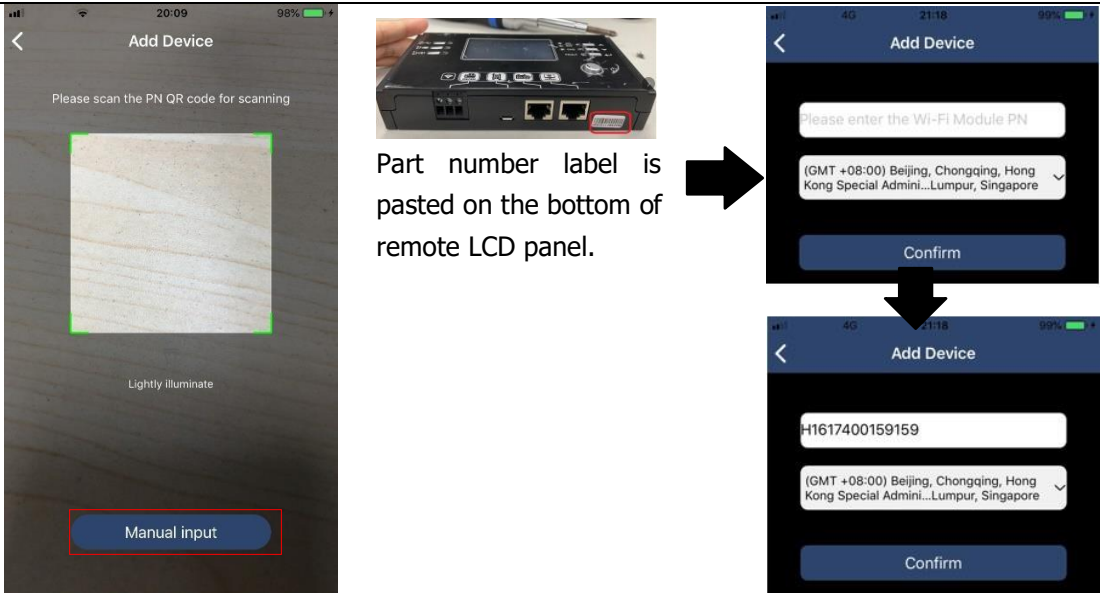 20:09
98%
Add Device
Please scan the PN QR code for scanning
Lightly illuminate
Manual input
Part number label is
pasted on the bottom of
remote LCD panel.
4G 21:18 99%
Add Device
Please enter the Wi-Fi Module PN
(GMT +08:00) Beijing, Chongqing, Hong
Kong Special Admini...Lumpur, Singapore
Confirm
4G 21:18 99%
Add Device
H1617400159159
(GMT +08:00) Beijing, Chongqing, Hong
Kong Special Admini...Lumpur, Singapore
Confirm